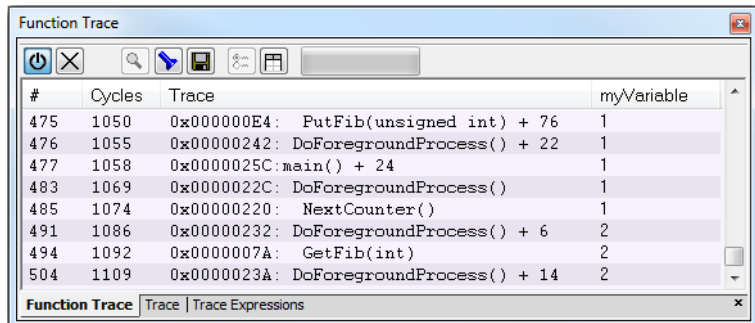 Function Trace
# Cycles Trace myVariable
475 1050 0x000000E4: PutFib(unsigned int) + 76 1
476 1055 0x00000242: DoForegroundProcess() + 22 1
477 1058 0x0000025C:main() + 24 1
483 1069 0x0000022C: DoForegroundProcess() 1
485 1074 0x00000220: NextCounter() 1
491 1086 0x00000232: DoForegroundProcess() + 6 2
494 1092 0x0000007A: GetFib(int) 2
504 1109 0x0000023A: DoForegroundProcess() + 14 2
Function Trace Trace Trace Expressions